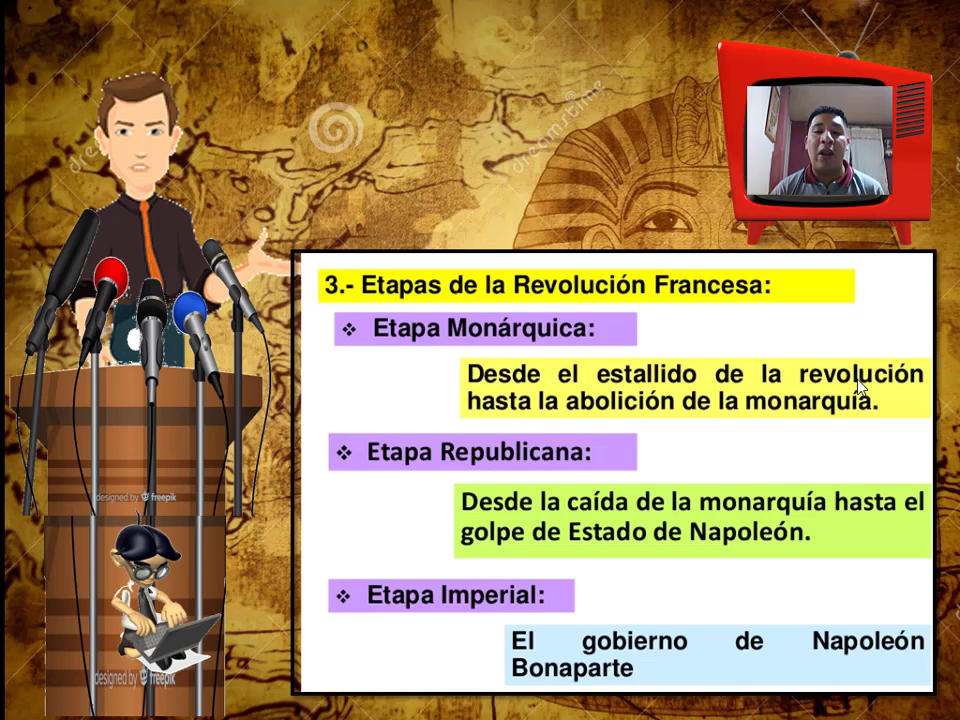 dreamstime
3.- Etapas de la Revolución Francesa:
❖ Etapa Monárquica:
Desde el estallido de la revolución
hasta la abolición de la monarquía.
❖ Etapa Republicana:
Desde la caída de la monarquía hasta el
golpe de Estado de Napoleón.
❖ Etapa Imperial:
El gobierno de Napoleón
Bonaparte
designed by freepik
designed by freepik